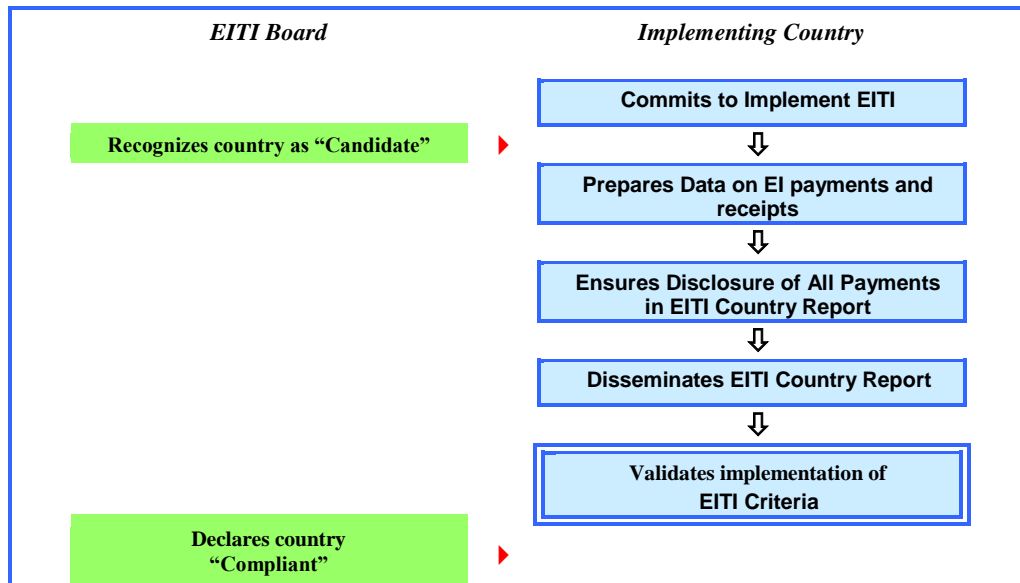 EITI Board
Implementing Country
Commits to Implement EITI
Recognizes country as “Candidate”
Prepares Data on EI payments and
receipts
Ensures Disclosure of All Payments
in EITI Country Report
Disseminates EITI Country Report
Validates implementation of
EITI Criteria
Declares country
“Compliant”